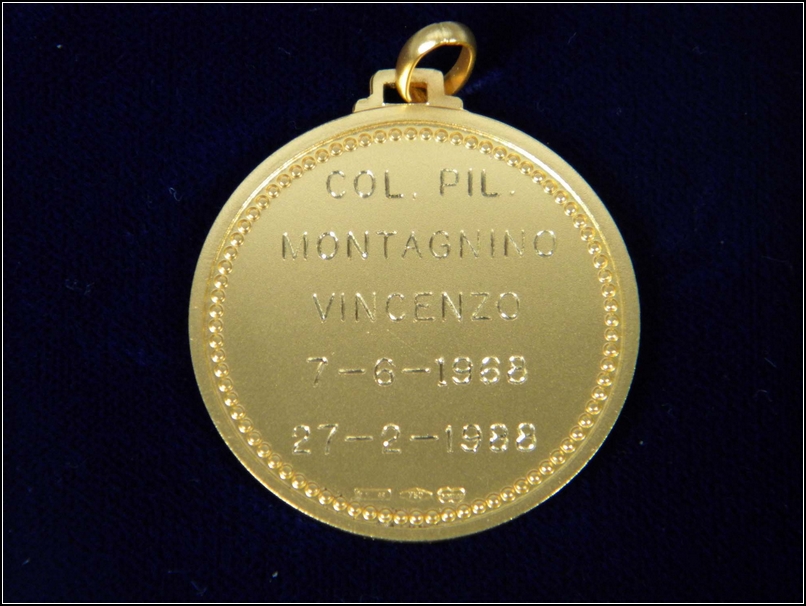 COL. PIL.
MONTAGNINO
VINCENZO
7-6-1968
27-2-1988